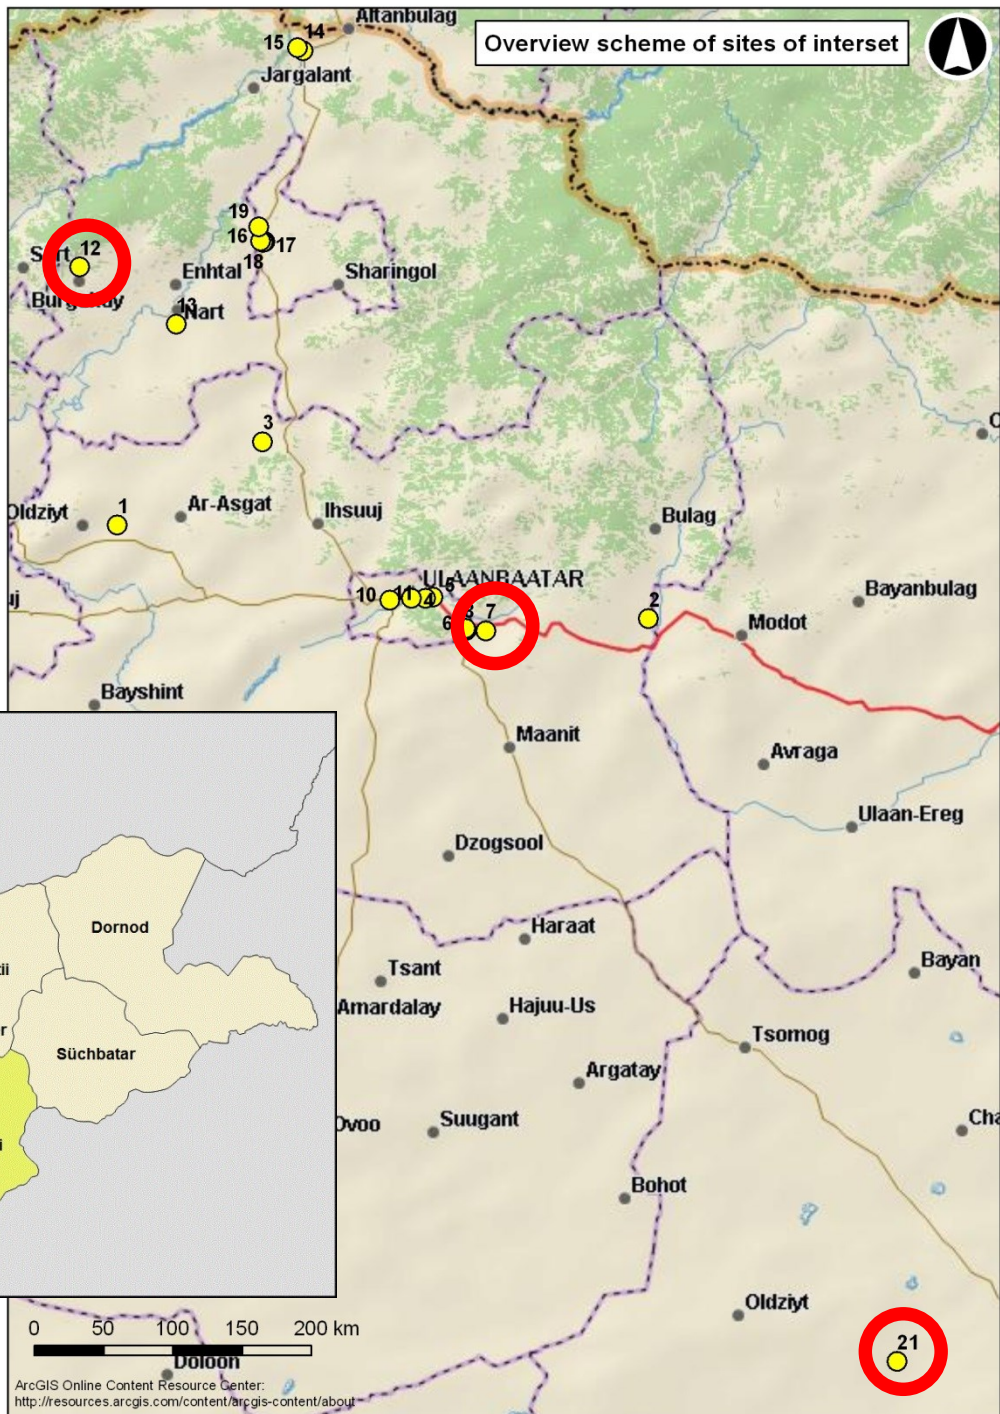 Altanbulag
Overview scheme of sites of interset
15
14
Jargalant
19
16
17
18
12
Enhtal
Sharingol
13
Nart
3
Oldziyt
1
Ar-Asgat
Ihsuuj
Bulag
ULAANBAATAR
10
11
4
5
2
Bayanbulag
6
7
Modot
Bayshint
Maanit
Avraga
Ulaan-Ereg
Dzogsool
Dornod
Haraat
Tsant
Bayan
Amardalay
Hajuu-Us
Süchbatar
Tsomog
Argatay
Suugant
Bohot
Oldziyt
21
0 50 100 150 200 km
Doloon
ArcGIS Online Content Resource Center:
http://resources.arcgis.com/content/arcgis-content/about